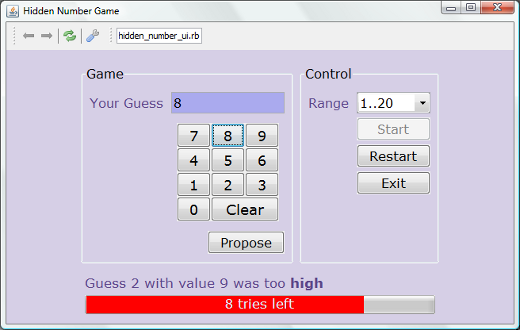 Hidden Number Game
hidden_number_ui.rb
Game
Your Guess 8
7 8 9
4 5 6
1 2 3
0 Clear
Propose
Control
Range 1..20
Start
Restart
Exit
Guess 2 with value 9 was too high
8 tries left